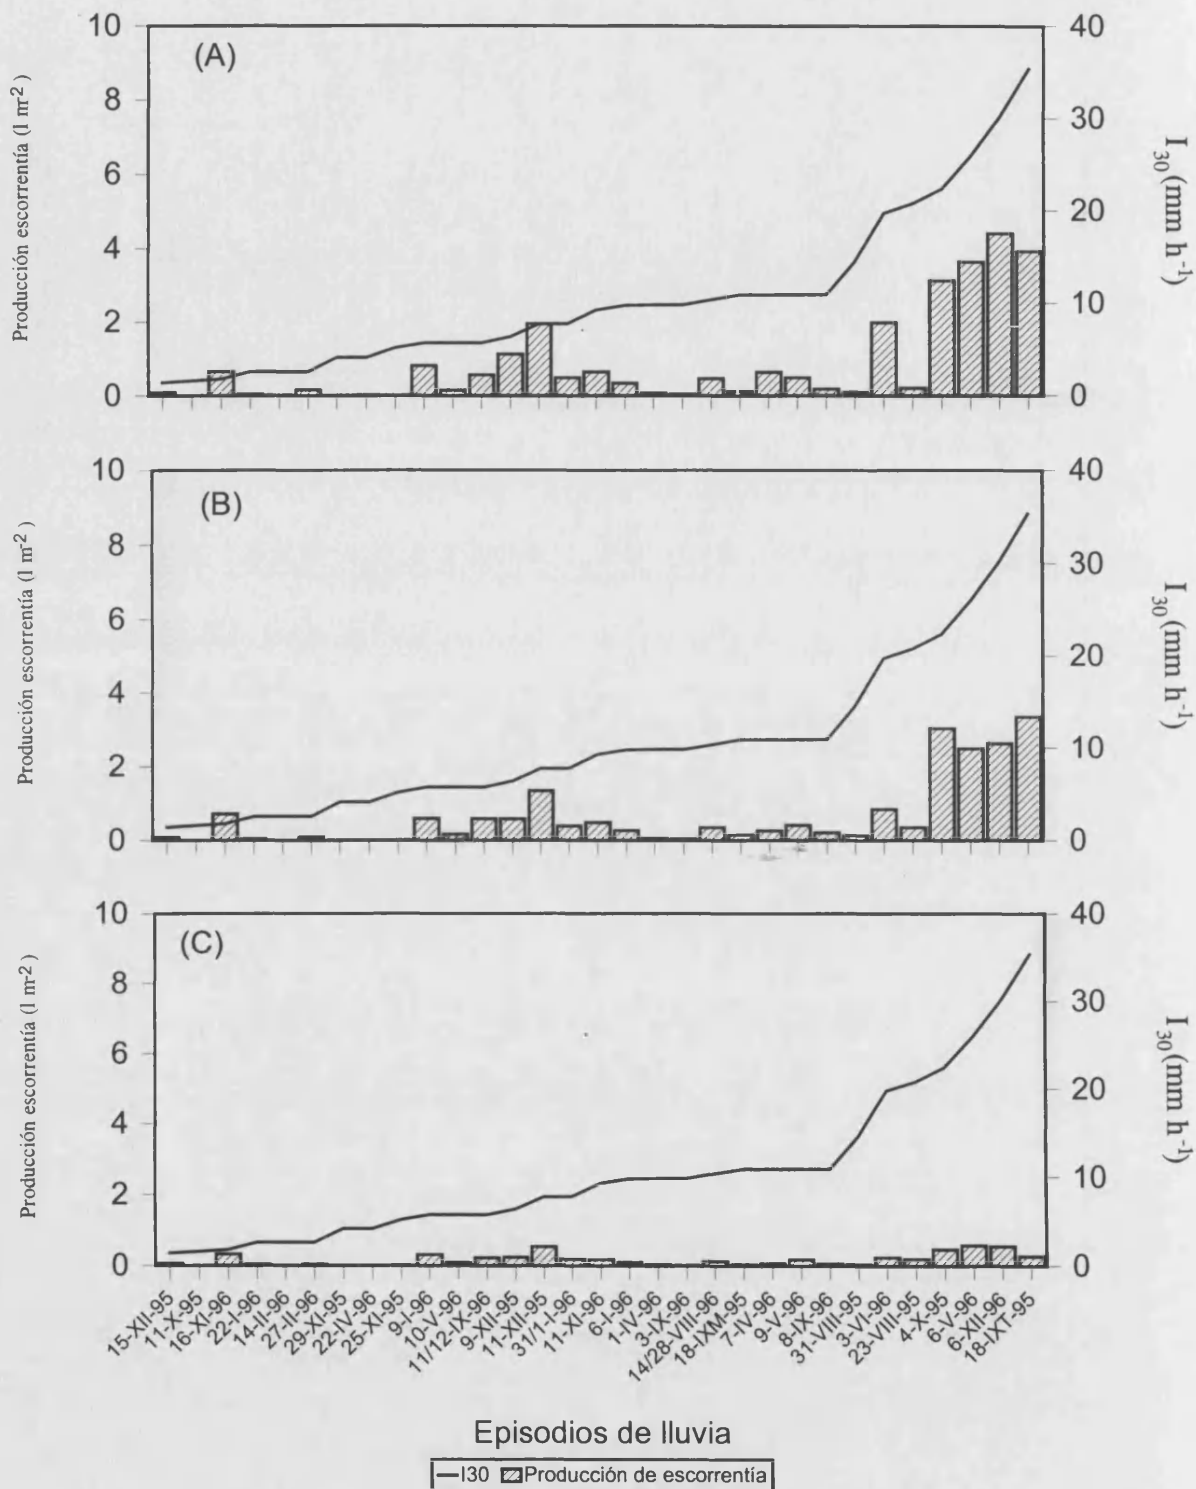 (A)
Producción escorrentía (l m-2 )
10
8
6
4
2
0
40
30
20
10
0
I30 (mm h-1)
(B)
Producción escorrentía (l m-2 )
10
8
6
4
2
0
40
30
20
10
0
I30 (mm h-1)
(C)
Producción escorrentía (l m-2 )
10
8
6
4
2
0
40
30
20
10
0
I30 (mm h-1)
15-XII-95
11-X-95
16-XI-96
22-I-96
14-II-96
27-II-96
29-XI-95
22-IV-96
25-XI-95
9-I-96
10-V-96
11/12-IX-96
9-XII-95
11-XII-95
31/1-I-96
11-XI-96
6-I-96
1-IV-96
3-IX-96
14/28-VIII-96
18-IXM-95
7-IV-96
9-V-96
8-IX-96
31-VIII-95
3-VI-96
23-VIII-95
4-X-95
6-V-96
6-XII-96
18-IXT-95
Episodios de lluvia
I30 Producción de escorrentía